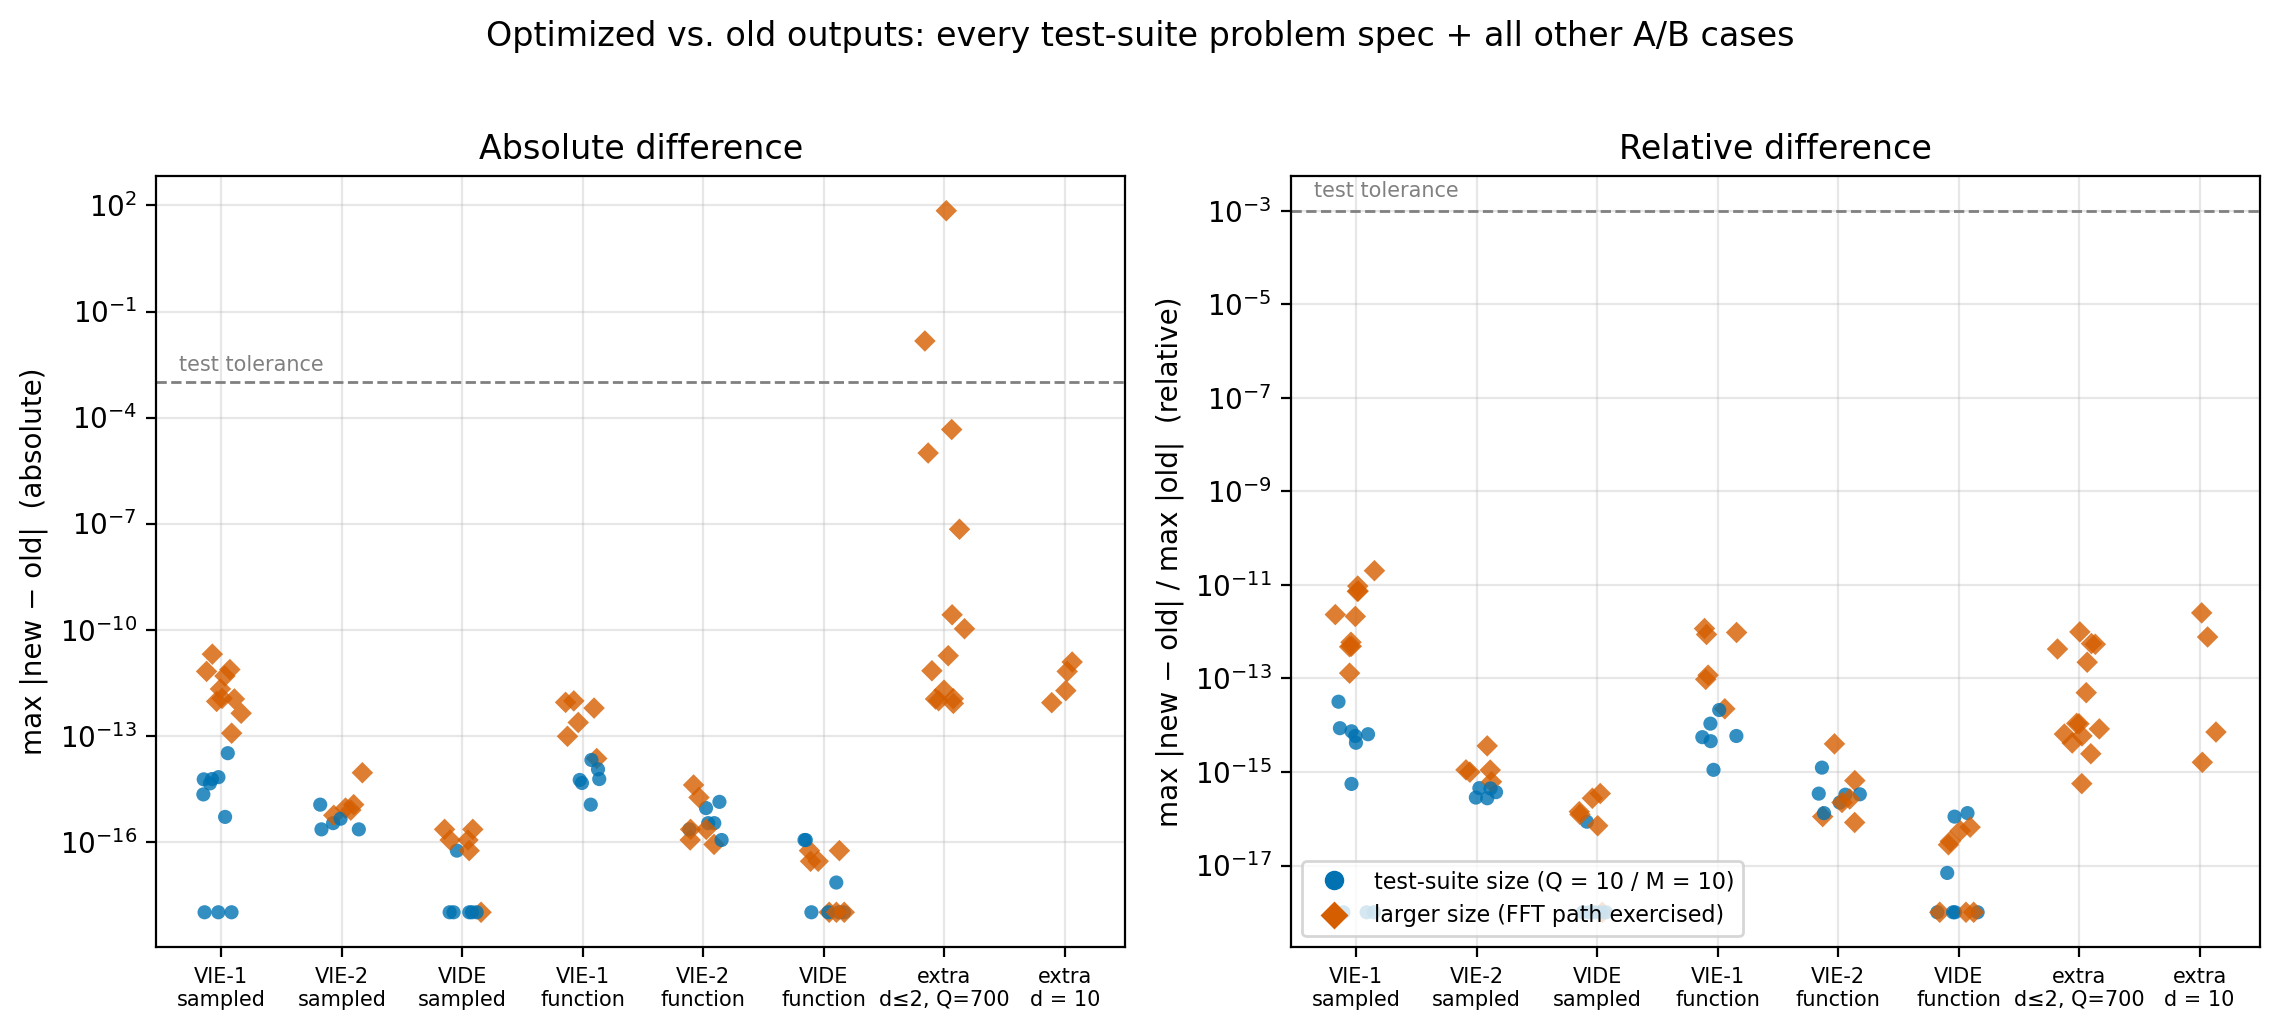 Optimized vs. old outputs: every test-suite problem spec + all other A/B cases
Absolute difference
max |new − old| (absolute)
10²
10⁻¹
10⁻⁴
10⁻⁷
10⁻¹⁰
10⁻¹³
10⁻¹⁶
test tolerance
VIE-1 sampled
VIE-2 sampled
VIDE sampled
VIE-1 function
VIE-2 function
VIDE function
extra d≤2, Q=700
extra d = 10
Relative difference
max |new − old| / max |old| (relative)
10⁻³
10⁻⁵
10⁻⁷
10⁻⁹
10⁻¹¹
10⁻¹³
10⁻¹⁵
10⁻¹⁷
test tolerance
test-suite size (Q = 10 / M = 10)
larger size (FFT path exercised)
VIE-1 sampled
VIE-2 sampled
VIDE sampled
VIE-1 function
VIE-2 function
VIDE function
extra d≤2, Q=700
extra d = 10